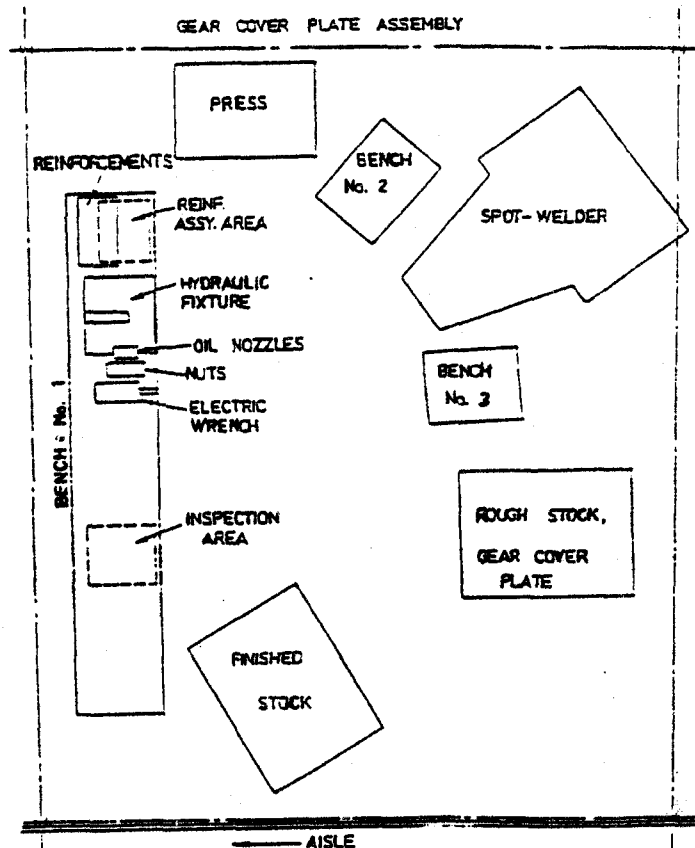 GEAR COVER PLATE ASSEMBLY
PRESS
BENCH
No. 2
REINFORCEMENTS
REINF.
ASSY. AREA
SPOT-WELDER
HYDRAULIC
FIXTURE
OIL NOZZLES
NUTS
ELECTRIC
WRENCH
BENCH
No. 3
BENCH No. 1
INSPECTION
AREA
ROUGH STOCK,
GEAR COVER
PLATE
FINISHED
STOCK
AISLE